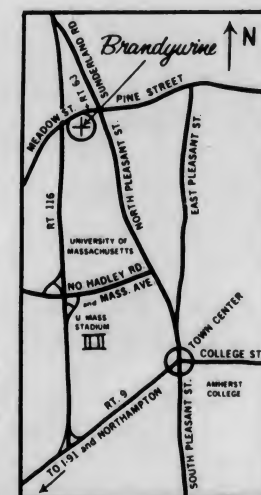 Brandywine
N
SUNDERLAND RD
RT 63
MEADOW ST.
PINE STREET
NORTH PLEASANT ST.
EAST PLEASANT ST.
RT 116
UNIVERSITY OF
MASSACHUSETTS
NO HADLEY RD
and MASS. AVE
U MASS
STADIUM
TOWN CENTER
COLLEGE ST
AMHERST
COLLEGE
RT. 9
TO I-91 and NORTHAMPTON
SOUTH PLEASANT ST.